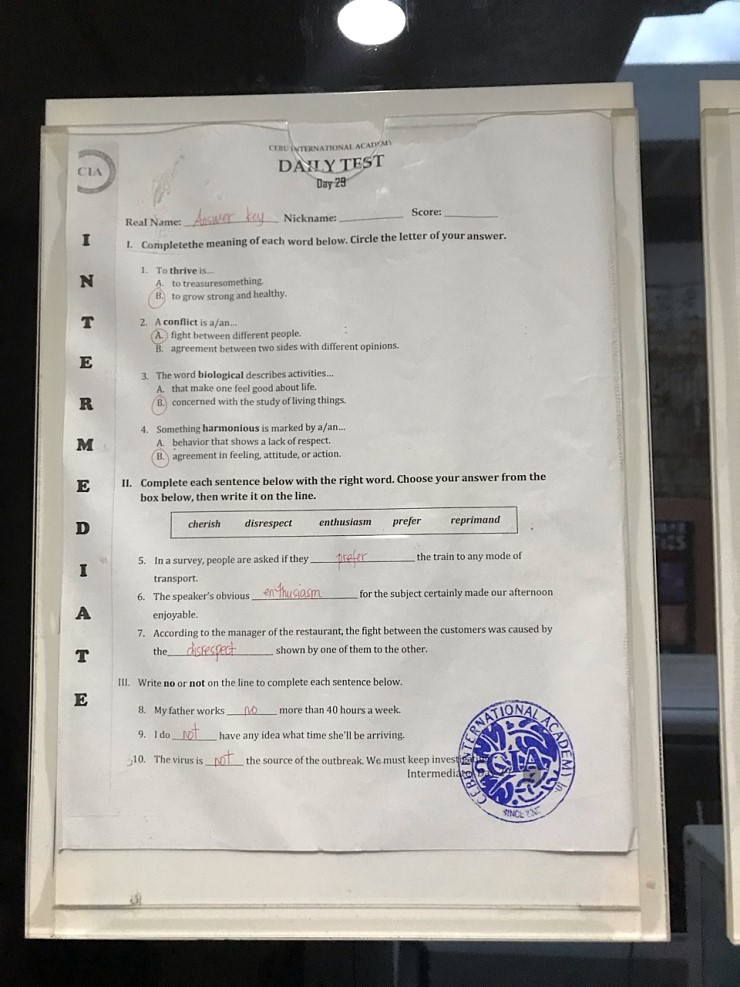 CEBU INTERNATIONAL ACADEMY
CIA
DAILY TEST
Day 29
Real Name: Answer key Nickname: Score:
INTERMEDIATE
I. Completethe meaning of each word below. Circle the letter of your answer.
1. To thrive is...
A. to treasuresomething.
B. to grow strong and healthy.
2. A conflict is a/an...
A. fight between different people.
B. agreement between two sides with different opinions.
3. The word biological describes activities...
A. that make one feel good about life.
B. concerned with the study of living things.
4. Something harmonious is marked by a/an...
A. behavior that shows a lack of respect.
B. agreement in feeling, attitude, or action.
II. Complete each sentence below with the right word. Choose your answer from the
box below, then write it on the line.
cherish disrespect enthusiasm prefer reprimand
5. In a survey, people are asked if they prefer the train to any mode of
transport.
6. The speaker's obvious enthusiasm for the subject certainly made our afternoon
enjoyable.
7. According to the manager of the restaurant, the fight between the customers was caused by
the disrespect shown by one of them to the other.
III. Write no or not on the line to complete each sentence below.
8. My father works no more than 40 hours a week.
9. I do not have any idea what time she'll be arriving.
10. The virus is not the source of the outbreak. We must keep
Intermediate
CEBU INTERNATIONAL ACADEMY
CIA
SINCE